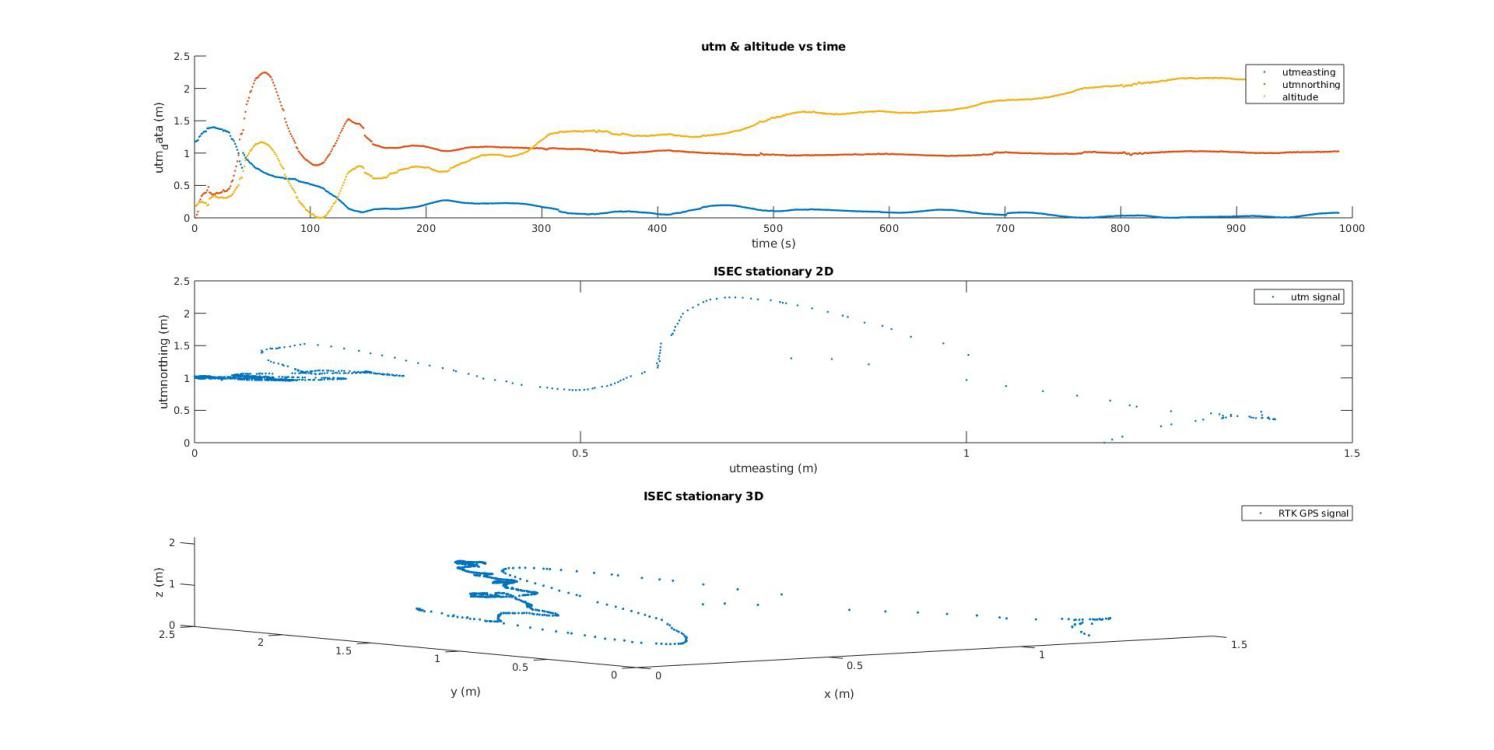 utm & altitude vs time
2.5
2
1.5
1
0.5
0
utm_data (m)
0 100 200 300 400 500 600 700 800 900 1000
time (s)
utmeasting
utmnorthing
altitude
ISEC stationary 2D
2.5
2
1.5
1
0.5
0
utmnorthing (m)
0 0.5 1 1.5
utmeasting (m)
utm signal
ISEC stationary 3D
RTK GPS signal
2
1
0
z (m)
2.5 2 1.5 1 0.5 0
y (m)
0 0.5 1 1.5
x (m)